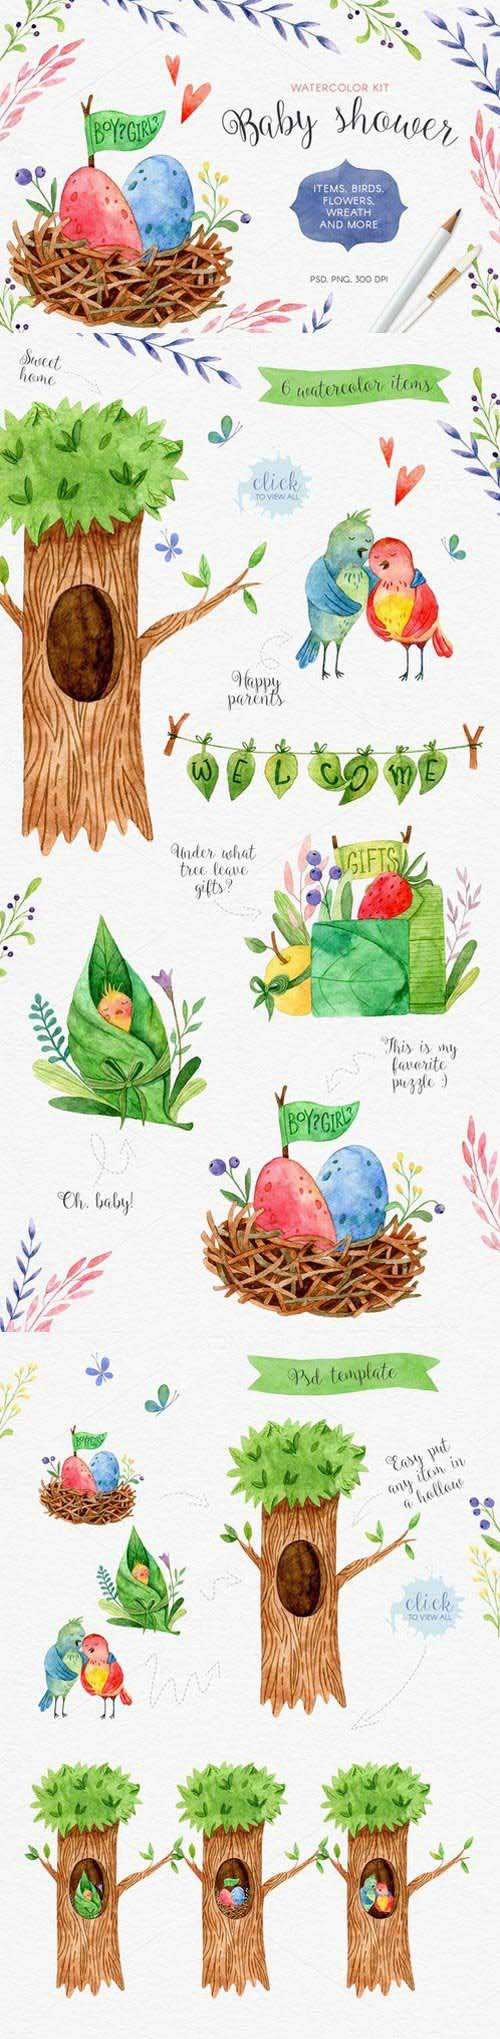 WATERCOLOR KIT
Baby shower
BOY?GIRL?
ITEMS, BIRDS,
FLOWERS,
WREATH
AND MORE
PSD, PNG, 300 DPI
Sweet
home
6 watercolor items
click
TO VIEW ALL
Happy
parents
WELCOME
Under what
tree leave
gifts?
GIFTS
This is my
favorite
puzzle :)
BOY?GIRL?
Oh, baby!
Psd template
BOY?GIRL?
Easy put
any item in
a hollow
click
TO VIEW ALL